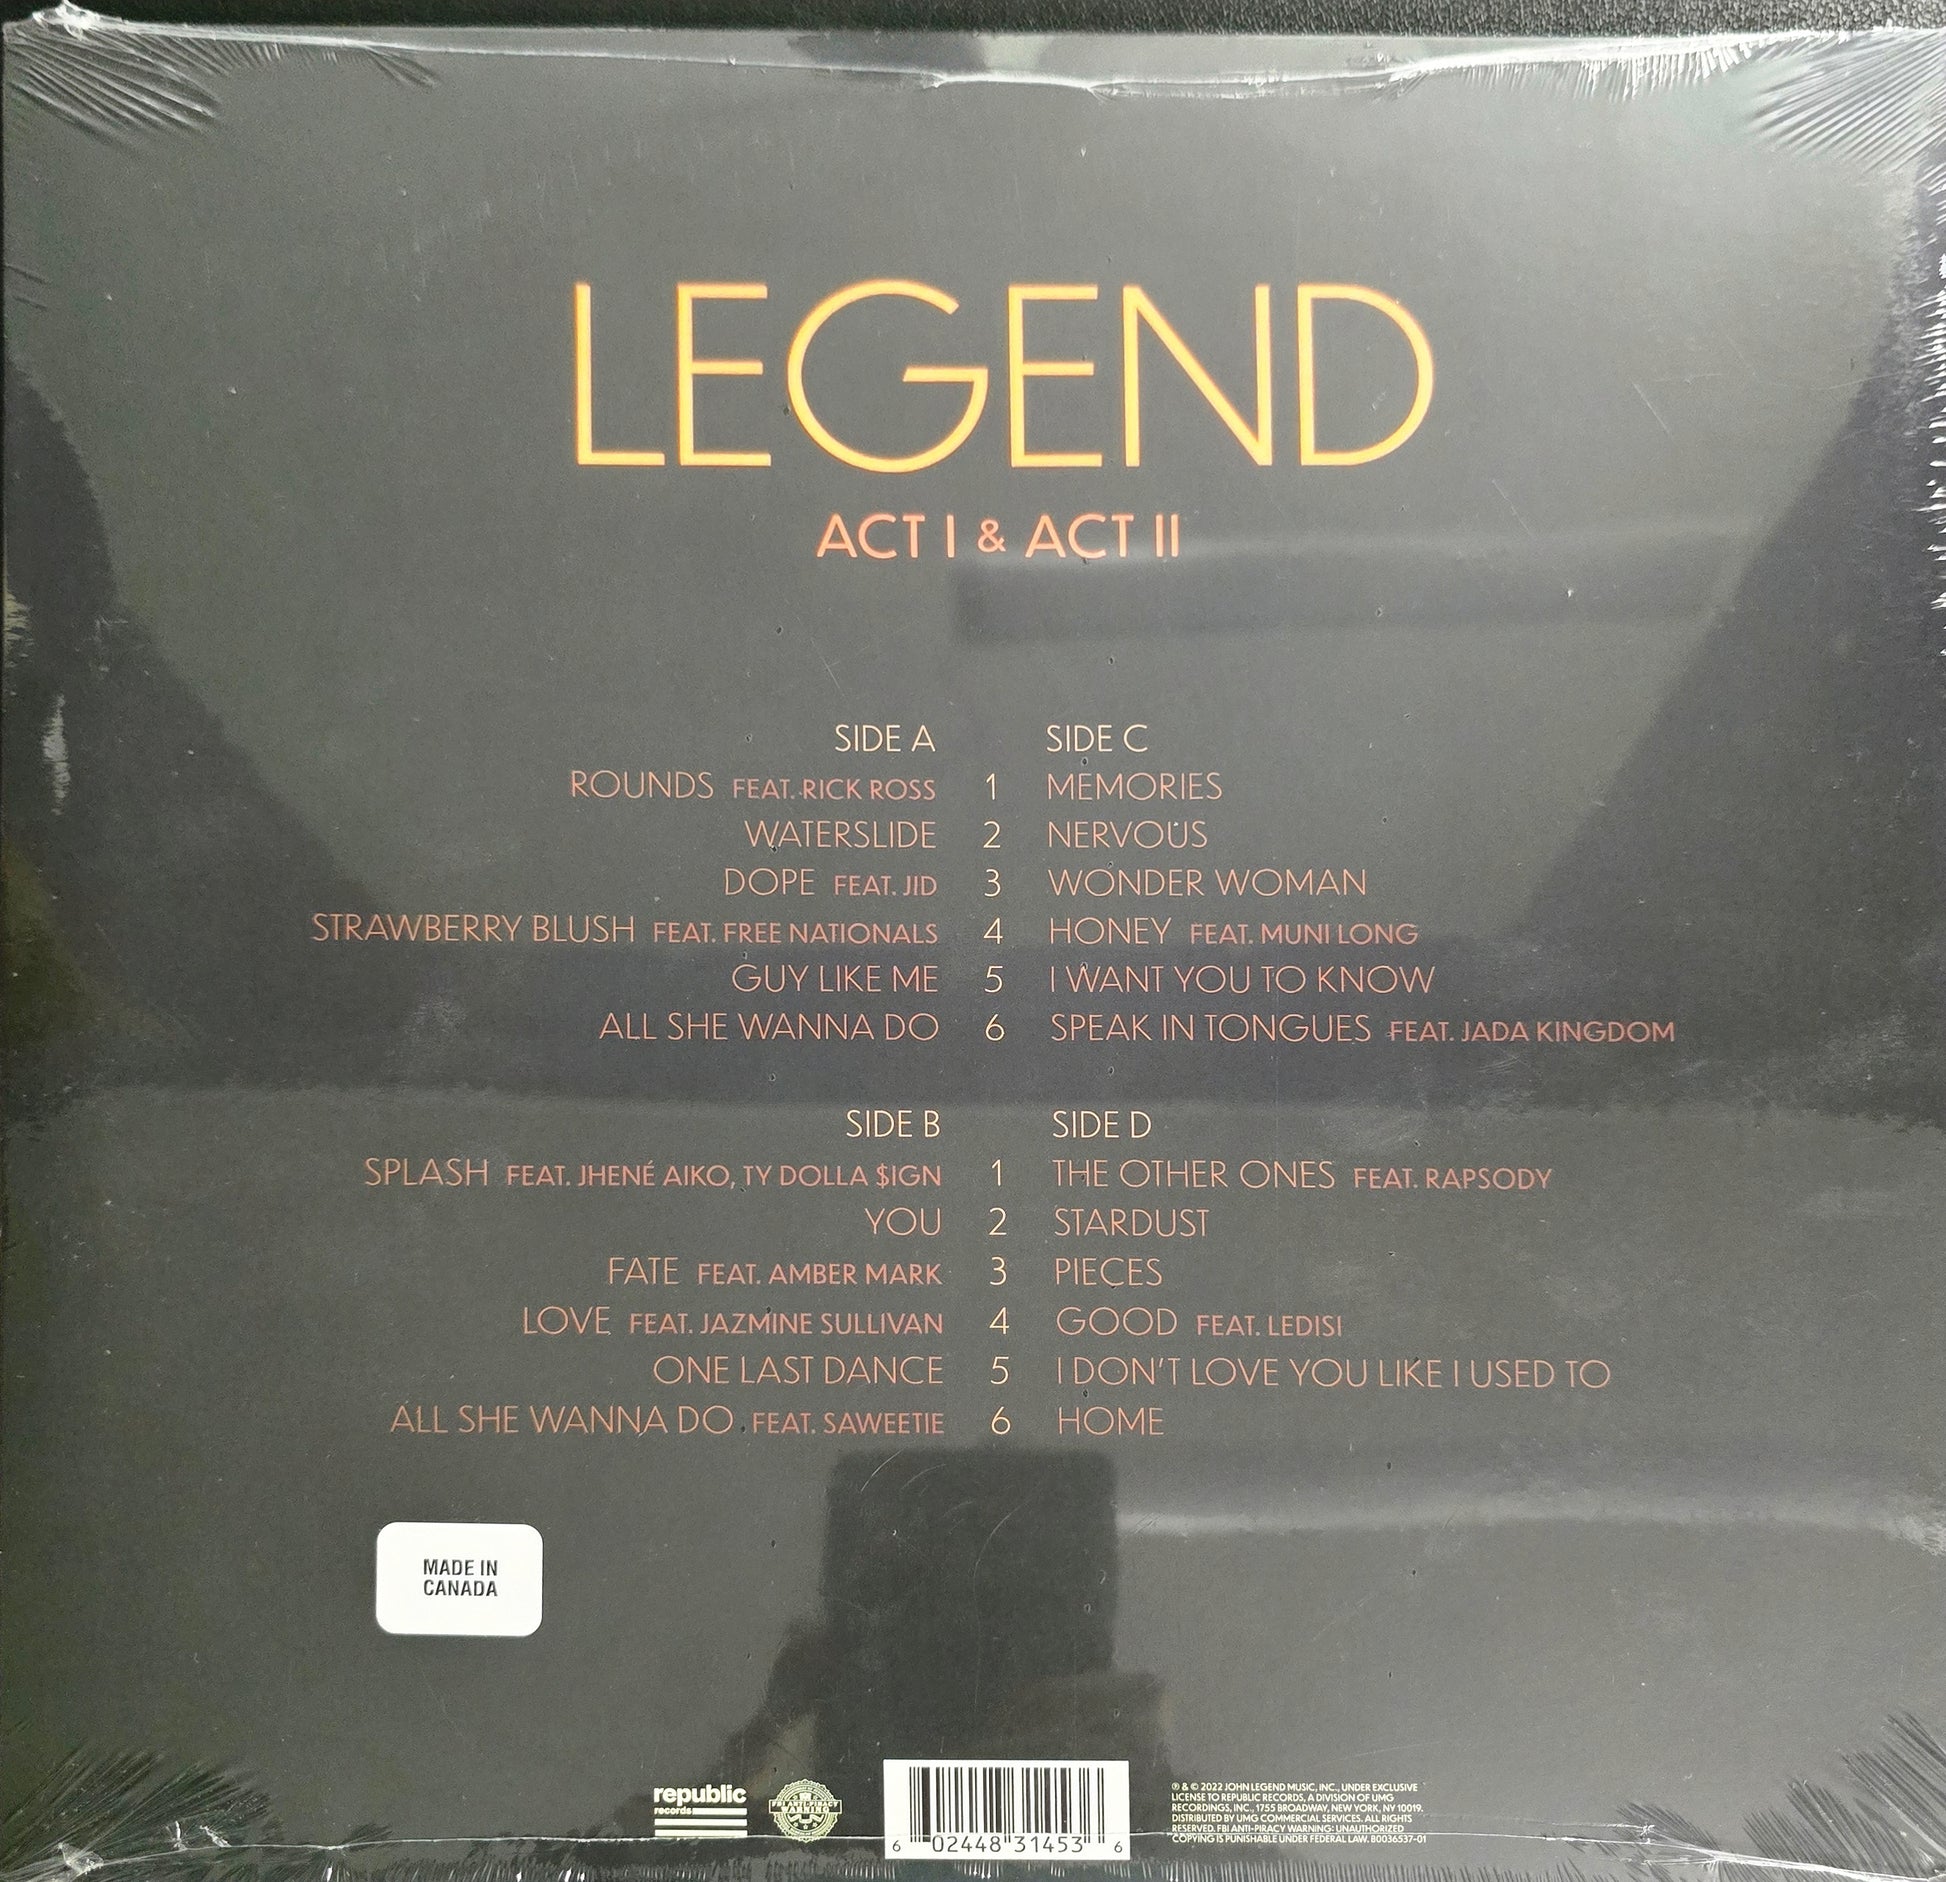 LEGEND
ACT I & ACT II
SIDE A
ROUNDS FEAT. RICK ROSS 1
WATERSLIDE 2
DOPE FEAT. JID 3
STRAWBERRY BLUSH FEAT. FREE NATIONALS 4
GUY LIKE ME 5
ALL SHE WANNA DO 6
SIDE C
MEMORIES
NERVOUS
WONDER WOMAN
HONEY FEAT. MUNI LONG
I WANT YOU TO KNOW
SPEAK IN TONGUES FEAT. JADA KINGDOM
SIDE B
SPLASH FEAT. JHENÉ AIKO, TY DOLLA $IGN 1
YOU 2
FATE FEAT. AMBER MARK 3
LOVE FEAT. JAZMINE SULLIVAN 4
ONE LAST DANCE 5
ALL SHE WANNA DO FEAT. SAWEETIE 6
SIDE D
THE OTHER ONES FEAT. RAPSODY
STARDUST
PIECES
GOOD FEAT. LEDISI
I DON'T LOVE YOU LIKE I USED TO
HOME
MADE IN
CANADA
republic
records
FBI ANTI-PIRACY
WARNING
6 02448 31453 6
℗ & © 2022 JOHN LEGEND MUSIC, INC., UNDER EXCLUSIVE
LICENSE TO REPUBLIC RECORDS, A DIVISION OF UMG
RECORDINGS, INC., 1755 BROADWAY, NEW YORK, NY 10019.
DISTRIBUTED BY UMG COMMERCIAL SERVICES. ALL RIGHTS
RESERVED. FBI ANTI-PIRACY WARNING: UNAUTHORIZED
COPYING IS PUNISHABLE UNDER FEDERAL LAW. B0036537-01